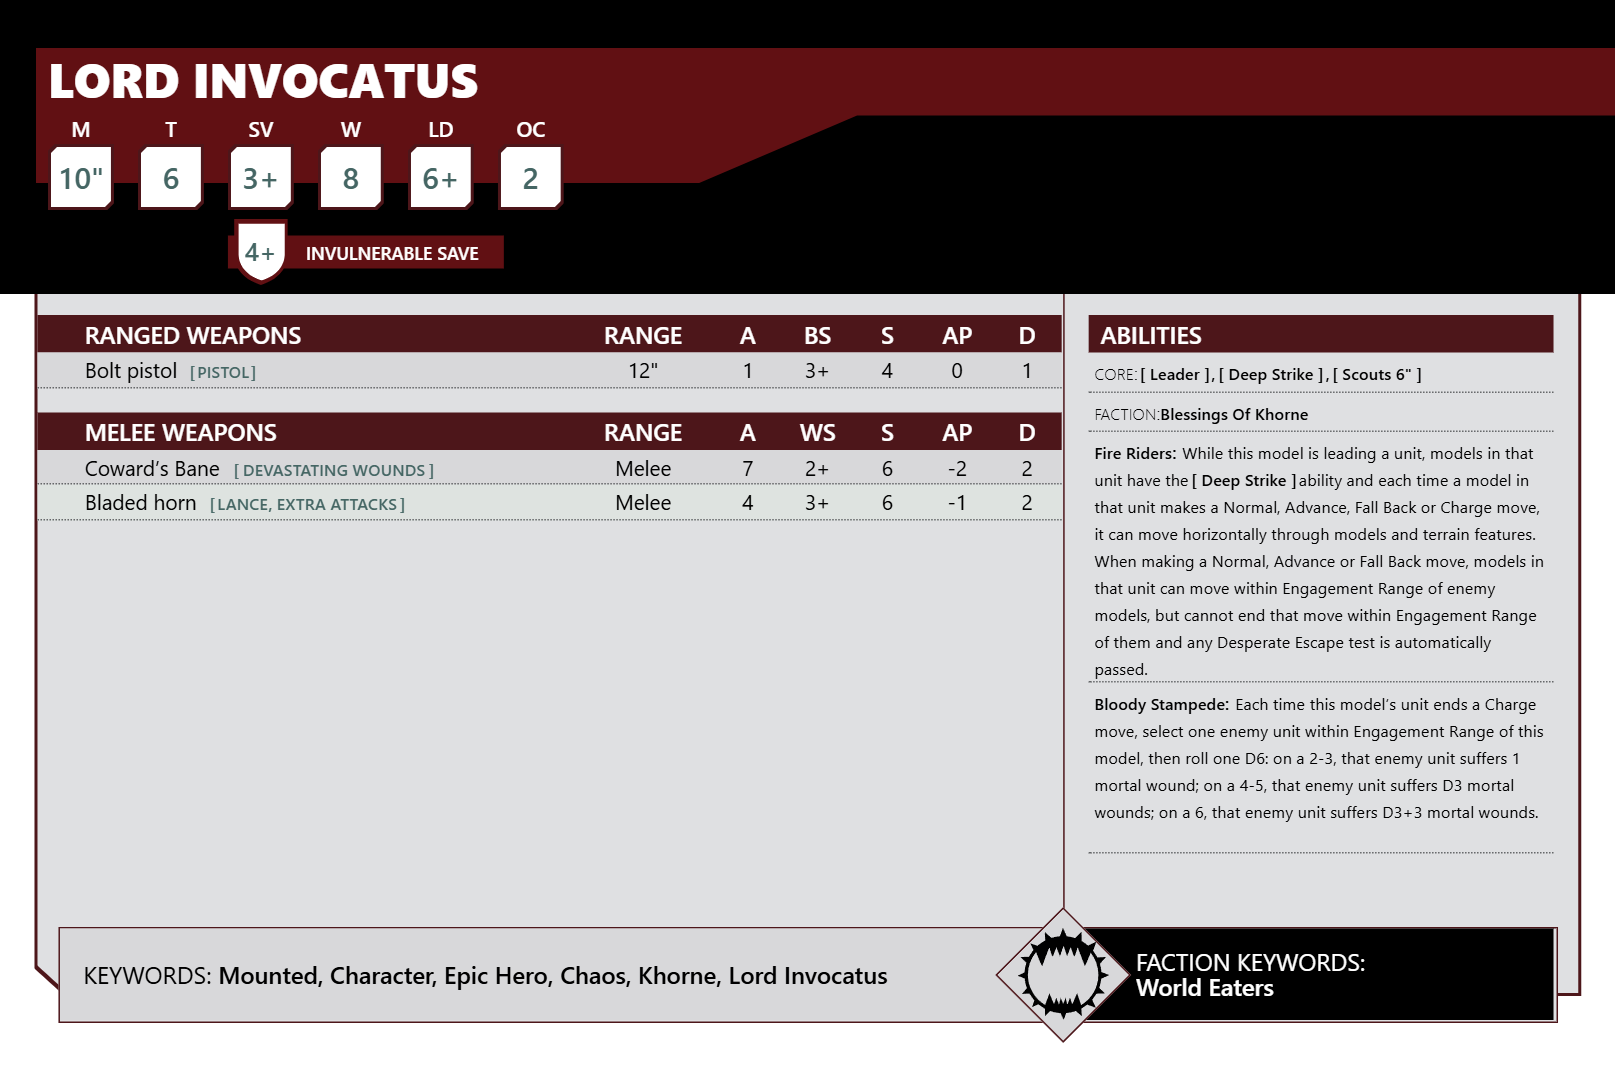 LORD INVOCATUS
M T SV W LD OC
10" 6 3+ 8 6+ 2
4+ INVULNERABLE SAVE
RANGED WEAPONS RANGE A BS S AP D
Bolt pistol [PISTOL] 12" 1 3+ 4 0 1
MELEE WEAPONS RANGE A WS S AP D
Coward's Bane [ DEVASTATING WOUNDS ] Melee 7 2+ 6 -2 2
Bladed horn [LANCE, EXTRA ATTACKS] Melee 4 3+ 6 -1 2
ABILITIES
CORE: [ Leader ], [ Deep Strike ], [ Scouts 6" ]
FACTION:Blessings Of Khorne
Fire Riders: While this model is leading a unit, models in that
unit have the [ Deep Strike ] ability and each time a model in
that unit makes a Normal, Advance, Fall Back or Charge move,
it can move horizontally through models and terrain features.
When making a Normal, Advance or Fall Back move, models in
that unit can move within Engagement Range of enemy
models, but cannot end that move within Engagement Range
of them and any Desperate Escape test is automatically
passed.
Bloody Stampede: Each time this model's unit ends a Charge
move, select one enemy unit within Engagement Range of this
model, then roll one D6: on a 2-3, that enemy unit suffers 1
mortal wound; on a 4-5, that enemy unit suffers D3 mortal
wounds; on a 6, that enemy unit suffers D3+3 mortal wounds.
KEYWORDS: Mounted, Character, Epic Hero, Chaos, Khorne, Lord Invocatus
FACTION KEYWORDS:
World Eaters